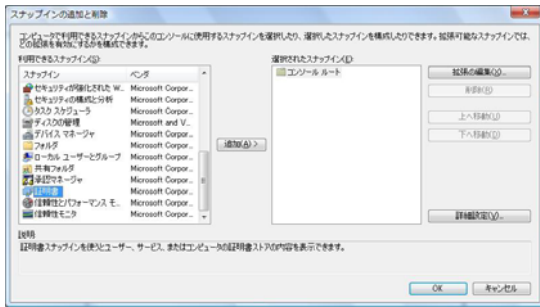 スナップインの追加と削除
コンピュータで利用できるスナップインからこのコンソールに使用するスナップインを選択したり、選択したスナップインを構成したりできます。拡張可能なスナップインでは、
どの拡張を有効にするかを構成できます。
利用できるスナップイン(S):
選択されたスナップイン(E):
スナップイン ベンダ
セキュリティが強化された W... Microsoft Corpor...
セキュリティの構成と分析 Microsoft Corpor...
タスク スケジューラ Microsoft Corpor...
ディスクの管理 Microsoft and V...
デバイス マネージャ Microsoft Corpor...
フォルダ Microsoft Corpor...
ローカル ユーザーとグループ Microsoft Corpor...
共有フォルダ Microsoft Corpor...
承認マネージャ Microsoft Corpor...
証明書 Microsoft Corpor...
信頼性とパフォーマンス モ... Microsoft Corpor...
信頼性モニタ Microsoft Corpor...
追加(A) >
コンソール ルート
拡張の編集(X)...
削除(R)
上へ移動(U)
下へ移動(D)
詳細設定(V)...
説明:
証明書スナップインを使うとユーザー、サービス、またはコンピュータの証明書ストアの内容を表示できます。
OK
キャンセル